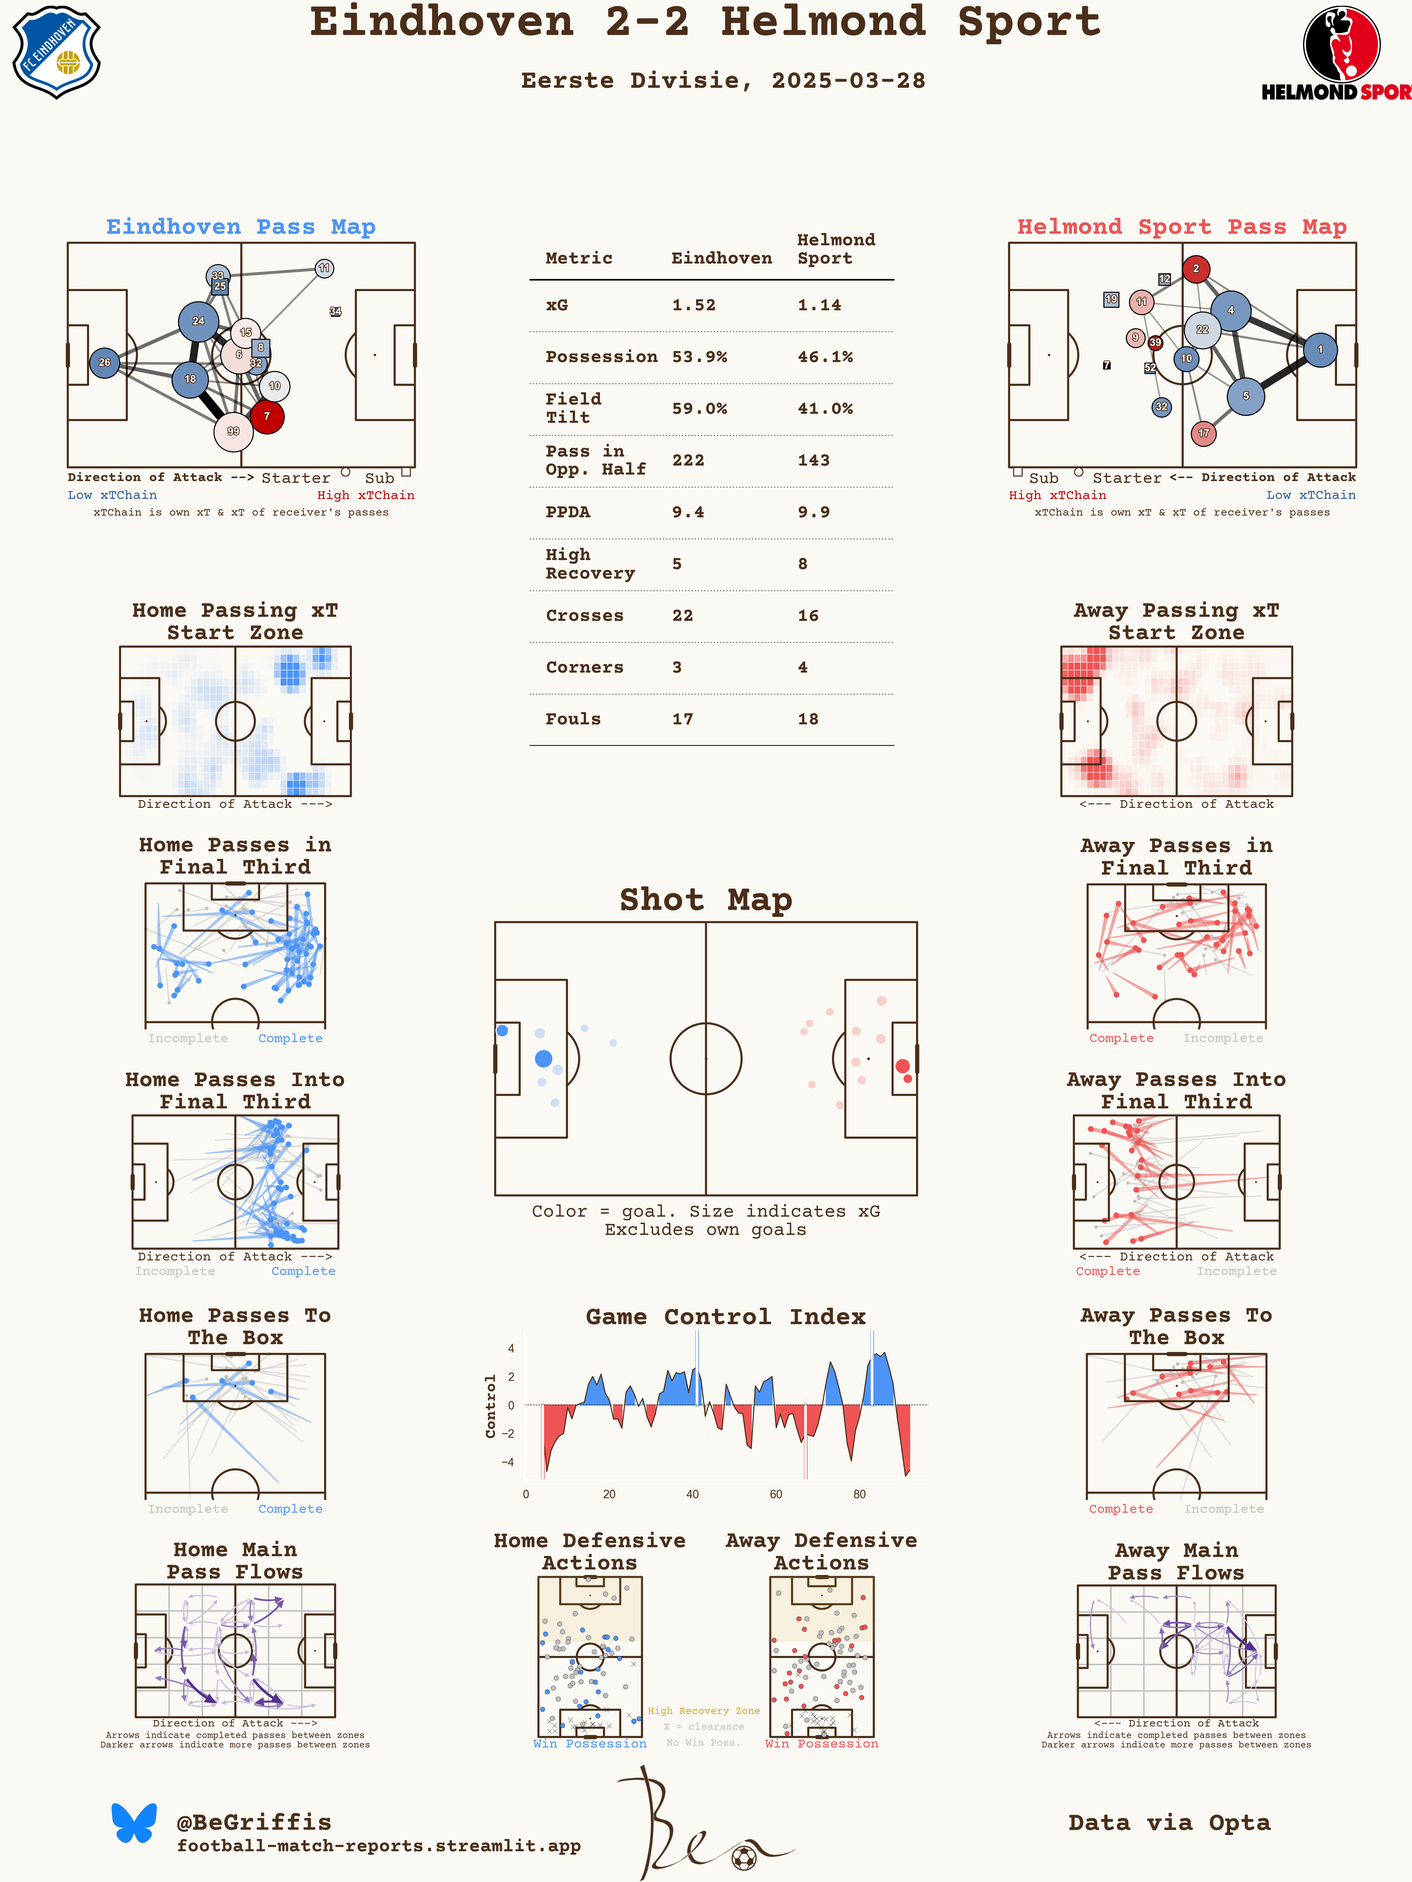 FC EINDHOVEN
Eindhoven 2-2 Helmond Sport
Eerste Divisie, 2025-03-28
HELMOND SPOR
Eindhoven Pass Map
33
25
11
34
24
15
8
6
32
26
18
10
7
99
Direction of Attack --> Starter Sub
Low xTChain High xTChain
xTChain is own xT & xT of receiver's passes
Metric Eindhoven Helmond Sport
xG 1.52 1.14
Possession 53.9% 46.1%
Field Tilt 59.0% 41.0%
Pass in Opp. Half 222 143
PPDA 9.4 9.9
High Recovery 5 8
Crosses 22 16
Corners 3 4
Fouls 17 18
Helmond Sport Pass Map
2
12
19
11
4
22
9
39
10
1
7
52
5
32
17
Sub Starter <-- Direction of Attack
High xTChain Low xTChain
xTChain is own xT & xT of receiver's passes
Home Passing xT
Start Zone
Direction of Attack --->
Away Passing xT
Start Zone
<--- Direction of Attack
Home Passes in
Final Third
Incomplete Complete
Away Passes in
Final Third
Complete Incomplete
Shot Map
Color = goal. Size indicates xG
Excludes own goals
Home Passes Into
Final Third
Direction of Attack --->
Incomplete Complete
Away Passes Into
Final Third
<--- Direction of Attack
Complete Incomplete
Home Passes To
The Box
Incomplete Complete
Game Control Index
Control
4
2
0
−2
−4
0 20 40 60 80
Away Passes To
The Box
Complete Incomplete
Home Main
Pass Flows
Direction of Attack --->
Arrows indicate completed passes between zones
Darker arrows indicate more passes between zones
Home Defensive
Actions
Win Possession
Away Defensive
Actions
Win Possession
High Recovery Zone
X = clearance
No Win Poss.
Away Main
Pass Flows
<--- Direction of Attack
Arrows indicate completed passes between zones
Darker arrows indicate more passes between zones
@BeGriffis
football-match-reports.streamlit.app
Ben
Data via Opta